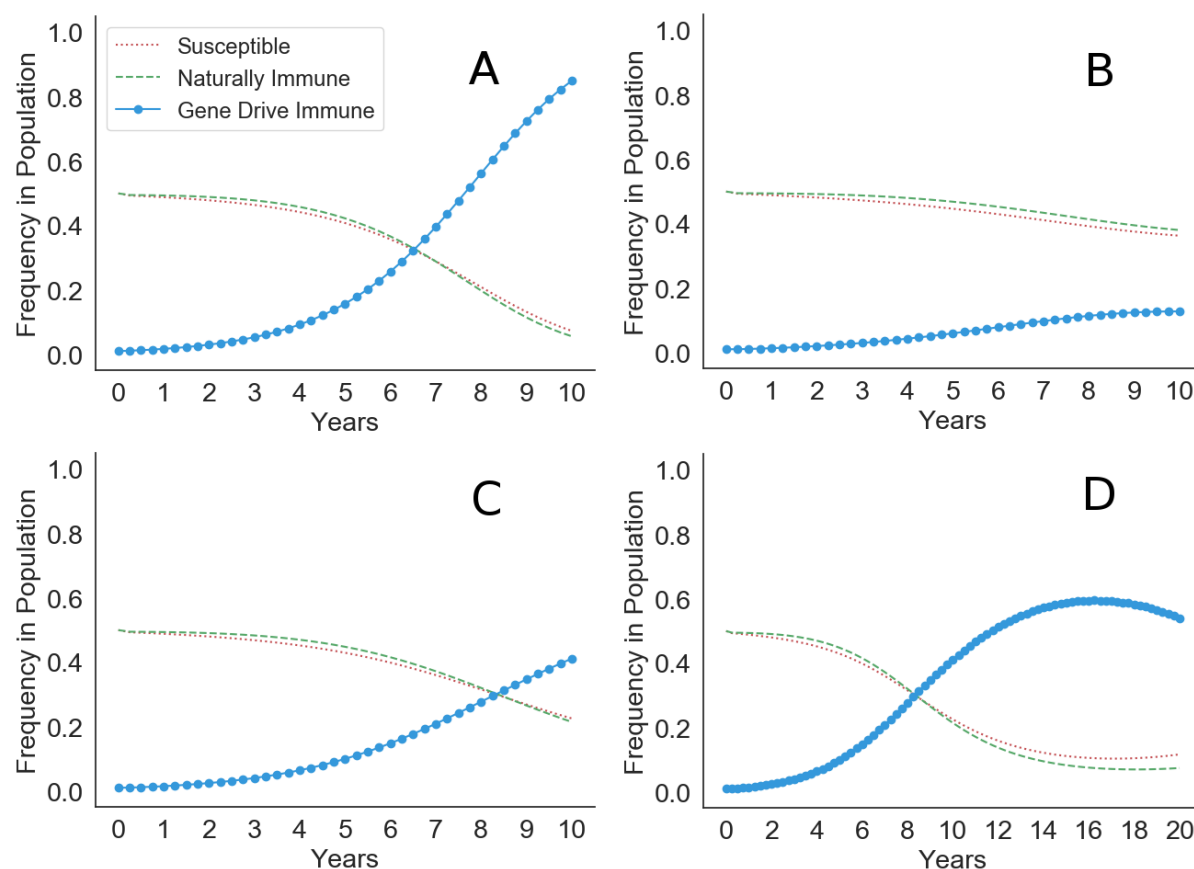 A
Susceptible
Naturally Immune
Gene Drive Immune
Frequency in Population
1.0
0.8
0.6
0.4
0.2
0.0
0 1 2 3 4 5 6 7 8 9 10
Years
B
Frequency in Population
1.0
0.8
0.6
0.4
0.2
0.0
0 1 2 3 4 5 6 7 8 9 10
Years
C
Frequency in Population
1.0
0.8
0.6
0.4
0.2
0.0
0 1 2 3 4 5 6 7 8 9 10
Years
D
Frequency in Population
1.0
0.8
0.6
0.4
0.2
0.0
0 2 4 6 8 10 12 14 16 18 20
Years